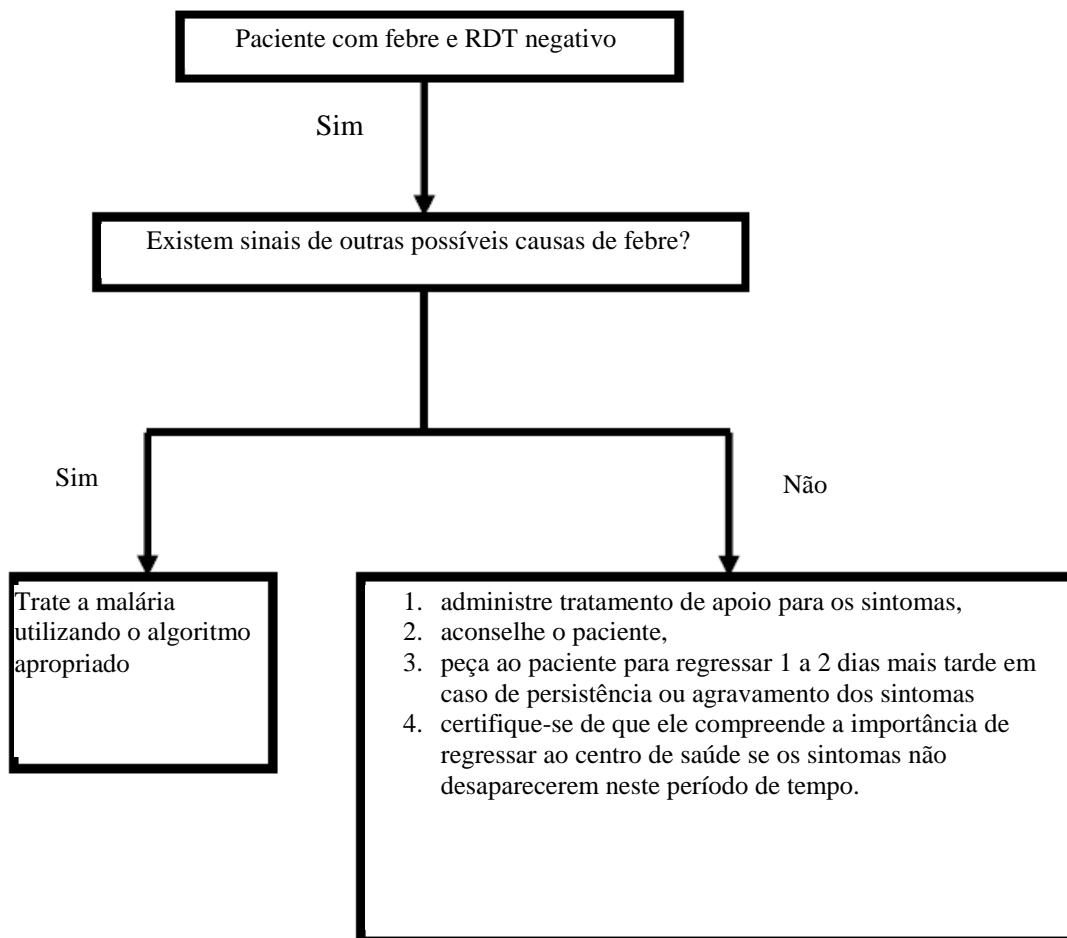 Paciente com febre e RDT negativo
Sim
Existem sinais de outras possíveis causas de febre?
Sim
Não
Trate a malária
utilizando o algoritmo
apropriado
1. administre tratamento de apoio para os sintomas,
2. aconselhe o paciente,
3. peça ao paciente para regressar 1 a 2 dias mais tarde em
caso de persistência ou agravamento dos sintomas
4. certifique-se de que ele compreende a importância de
regressar ao centro de saúde se os sintomas não
desaparecerem neste período de tempo.